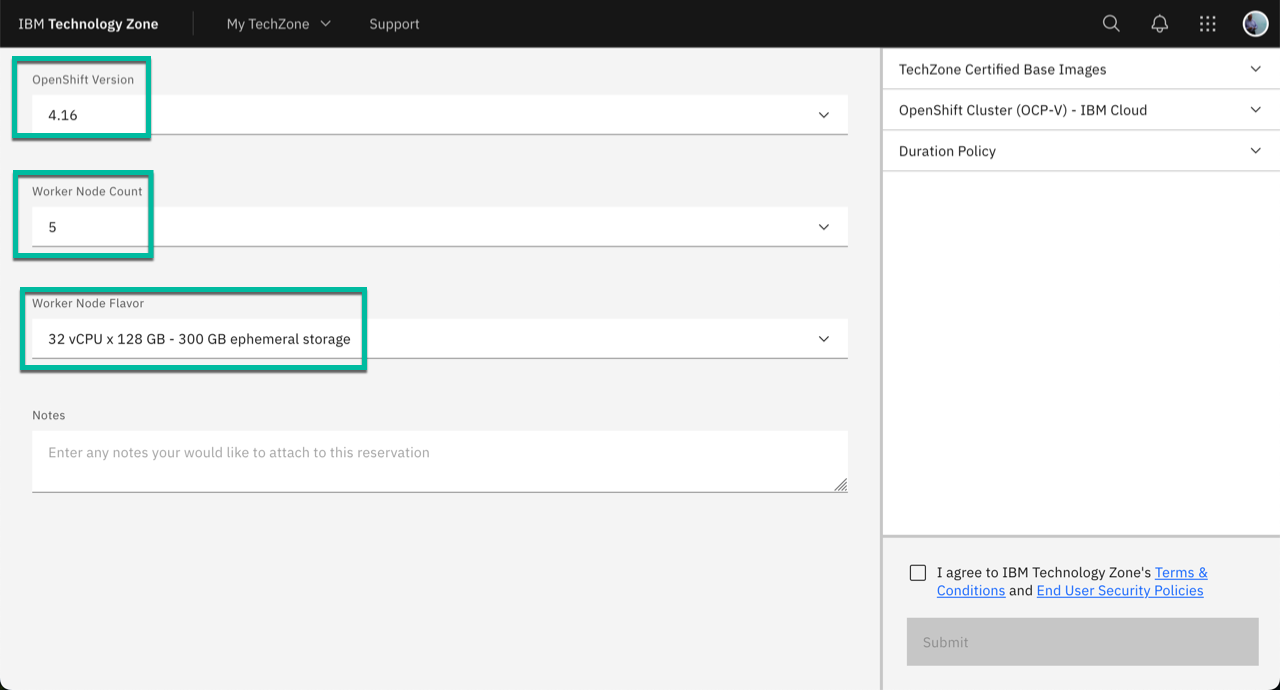 IBM Technology Zone
My TechZone
Support
OpenShift Version
4.16
Worker Node Count
5
Worker Node Flavor
32 vCPU x 128 GB - 300 GB ephemeral storage
Notes
Enter any notes your would like to attach to this reservation
TechZone Certified Base Images
OpenShift Cluster (OCP-V) - IBM Cloud
Duration Policy
I agree to IBM Technology Zone's Terms &
Conditions and End User Security Policies
Submit